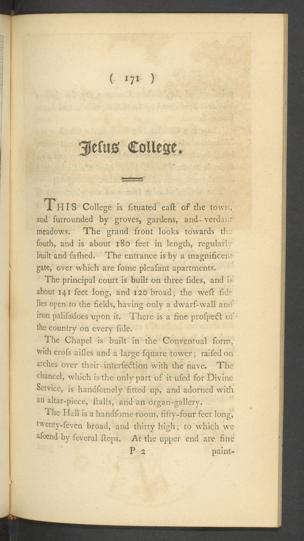 ( 171 )
Jeſus College.
THIS College is ſituated eaſt of the town,
and ſurrounded by groves, gardens, and verdant
meadows. The grand front looks towards the
ſouth, and is about 180 feet in length, regularly
built and ſaſhed. The entrance is by a magnificent
gate, over which are ſome pleaſant apartments.
The principal court is built on three ſides, and is
about 141 feet long, and 120 broad; the weſt ſide
lies open to the fields, having only a dwarf-wall and
iron paliſadoes upon it. There is a fine proſpect of
the country on every ſide.
The Chapel is built in the Conventual form,
with croſs aiſles and a large square tower; raiſed on
arches over their interſection with the nave. The
chancel, which is the only part of it uſed for Divine
Service, is handſomely fitted up, and adorned with
an altar-piece, ſtalls, and an organ-gallery.
The Hall is a handſome room, fifty-four feet long,
twenty-ſeven broad, and thirty high; to which we
aſcend by ſeveral ſteps. At the upper end are fine
P 2 paint-